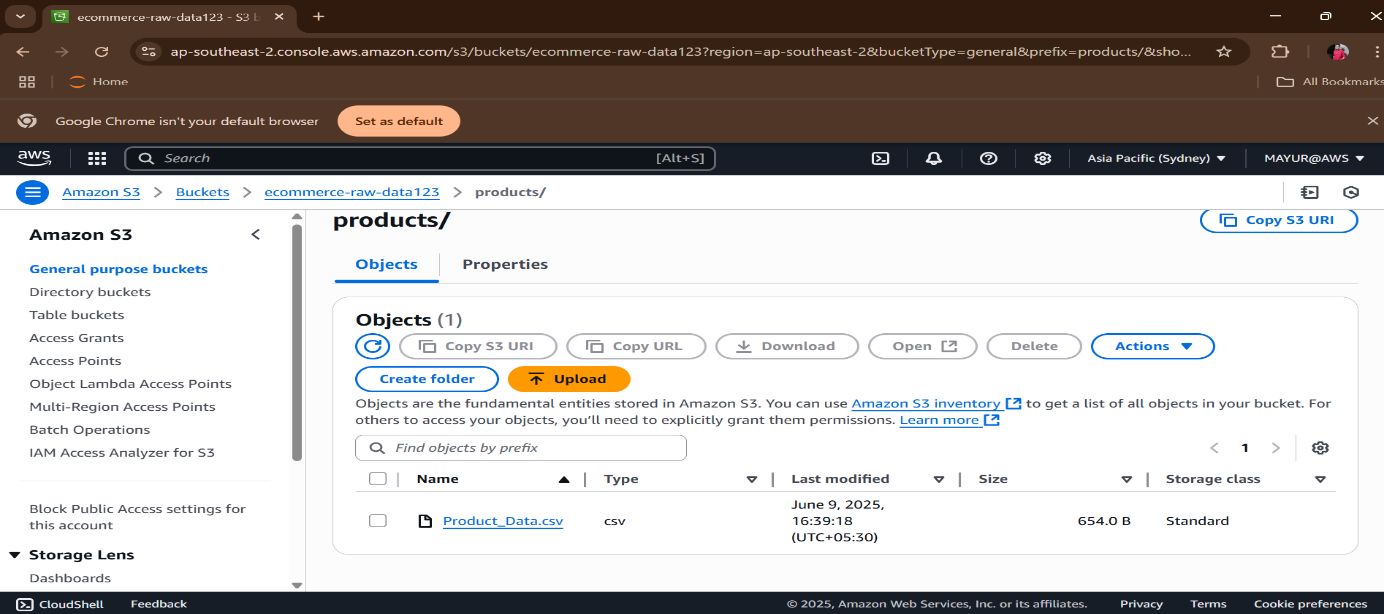 ecommerce-raw-data123 - S3 b
ap-southeast-2.console.aws.amazon.com/s3/buckets/ecommerce-raw-data123?region=ap-southeast-2&bucketType=general&prefix=products/&sho...
Home
All Bookmarks
Google Chrome isn't your default browser
Set as default
aws
Search
[Alt+S]
Asia Pacific (Sydney)
MAYUR@AWS
Amazon S3 > Buckets > ecommerce-raw-data123 > products/
Amazon S3
General purpose buckets
Directory buckets
Table buckets
Access Grants
Access Points
Object Lambda Access Points
Multi-Region Access Points
Batch Operations
IAM Access Analyzer for S3
Block Public Access settings for
this account
Storage Lens
Dashboards
products/
Copy S3 URI
Objects
Properties
Objects (1)
Copy S3 URI
Copy URL
Download
Open
Delete
Actions
Create folder
Upload
Objects are the fundamental entities stored in Amazon S3. You can use Amazon S3 inventory to get a list of all objects in your bucket. For
others to access your objects, you'll need to explicitly grant them permissions. Learn more
Find objects by prefix
1
Name
Type
Last modified
Size
Storage class
Product_Data.csv
csv
June 9, 2025,
16:39:18
(UTC+05:30)
654.0 B
Standard
CloudShell
Feedback
© 2025, Amazon Web Services, Inc. or its affiliates.
Privacy
Terms
Cookie preferences